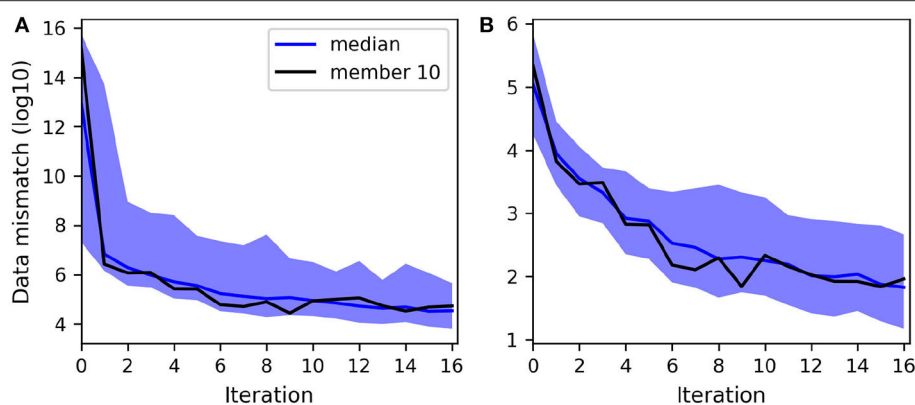 A
B
median
member 10
Data mismatch (log10)
16
14
12
10
8
6
4
0 2 4 6 8 10 12 14 16
Iteration
6
5
4
3
2
1
0 2 4 6 8 10 12 14 16
Iteration